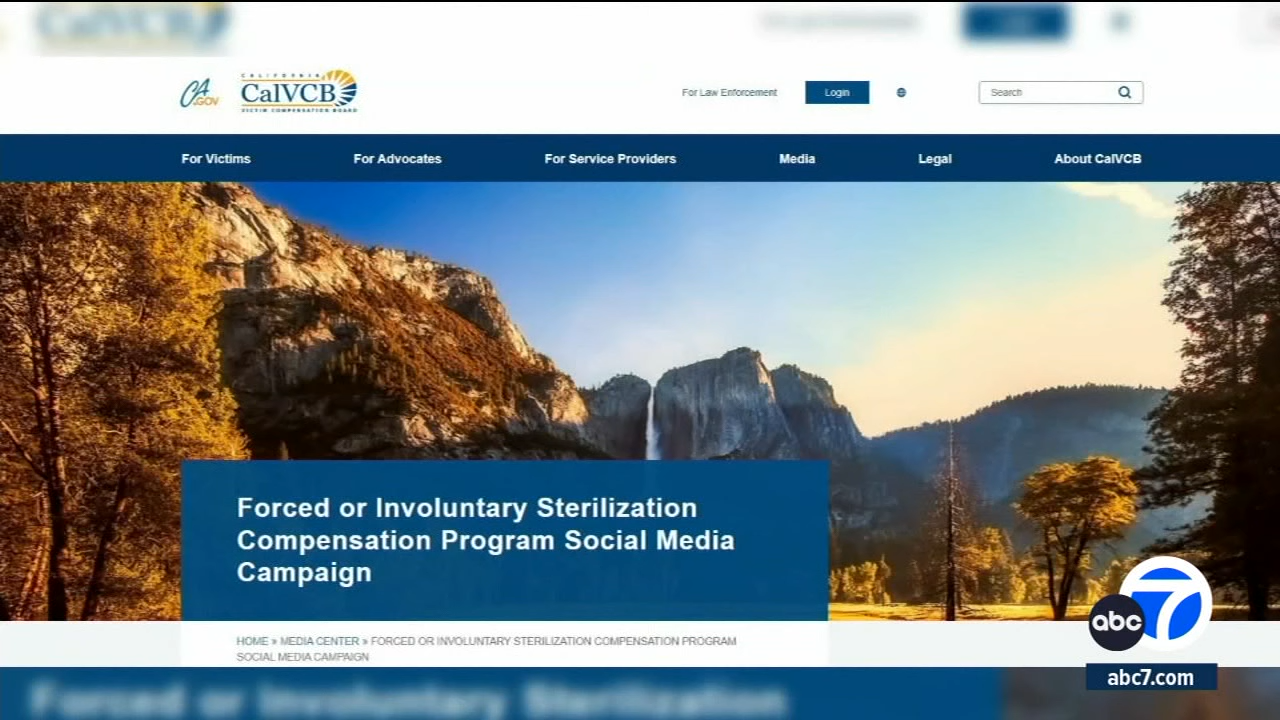 CA
.GOV
CALIFORNIA
CalVCB
VICTIM COMPENSATION BOARD
For Law Enforcement
Login
Search
For Victims
For Advocates
For Service Providers
Media
Legal
About CalVCB
Forced or Involuntary Sterilization
Compensation Program Social Media
Campaign
HOME » MEDIA CENTER » FORCED OR INVOLUNTARY STERILIZATION COMPENSATION PROGRAM
SOCIAL MEDIA CAMPAIGN
abc 7
abc7.com
Forced or Involuntary Sterilization